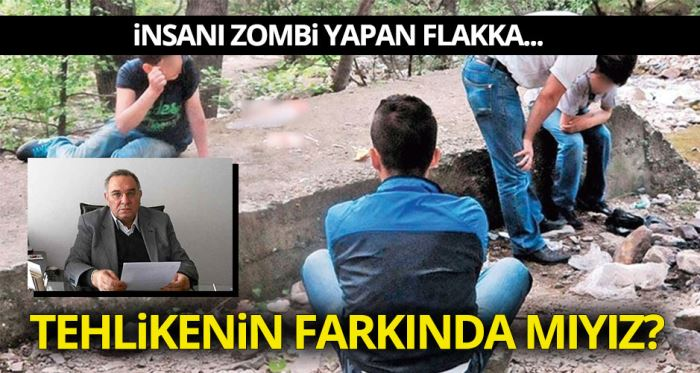 İNSANI ZOMBİ YAPAN FLAKKA...
TEHLİKENİN FARKINDA MIYIZ?